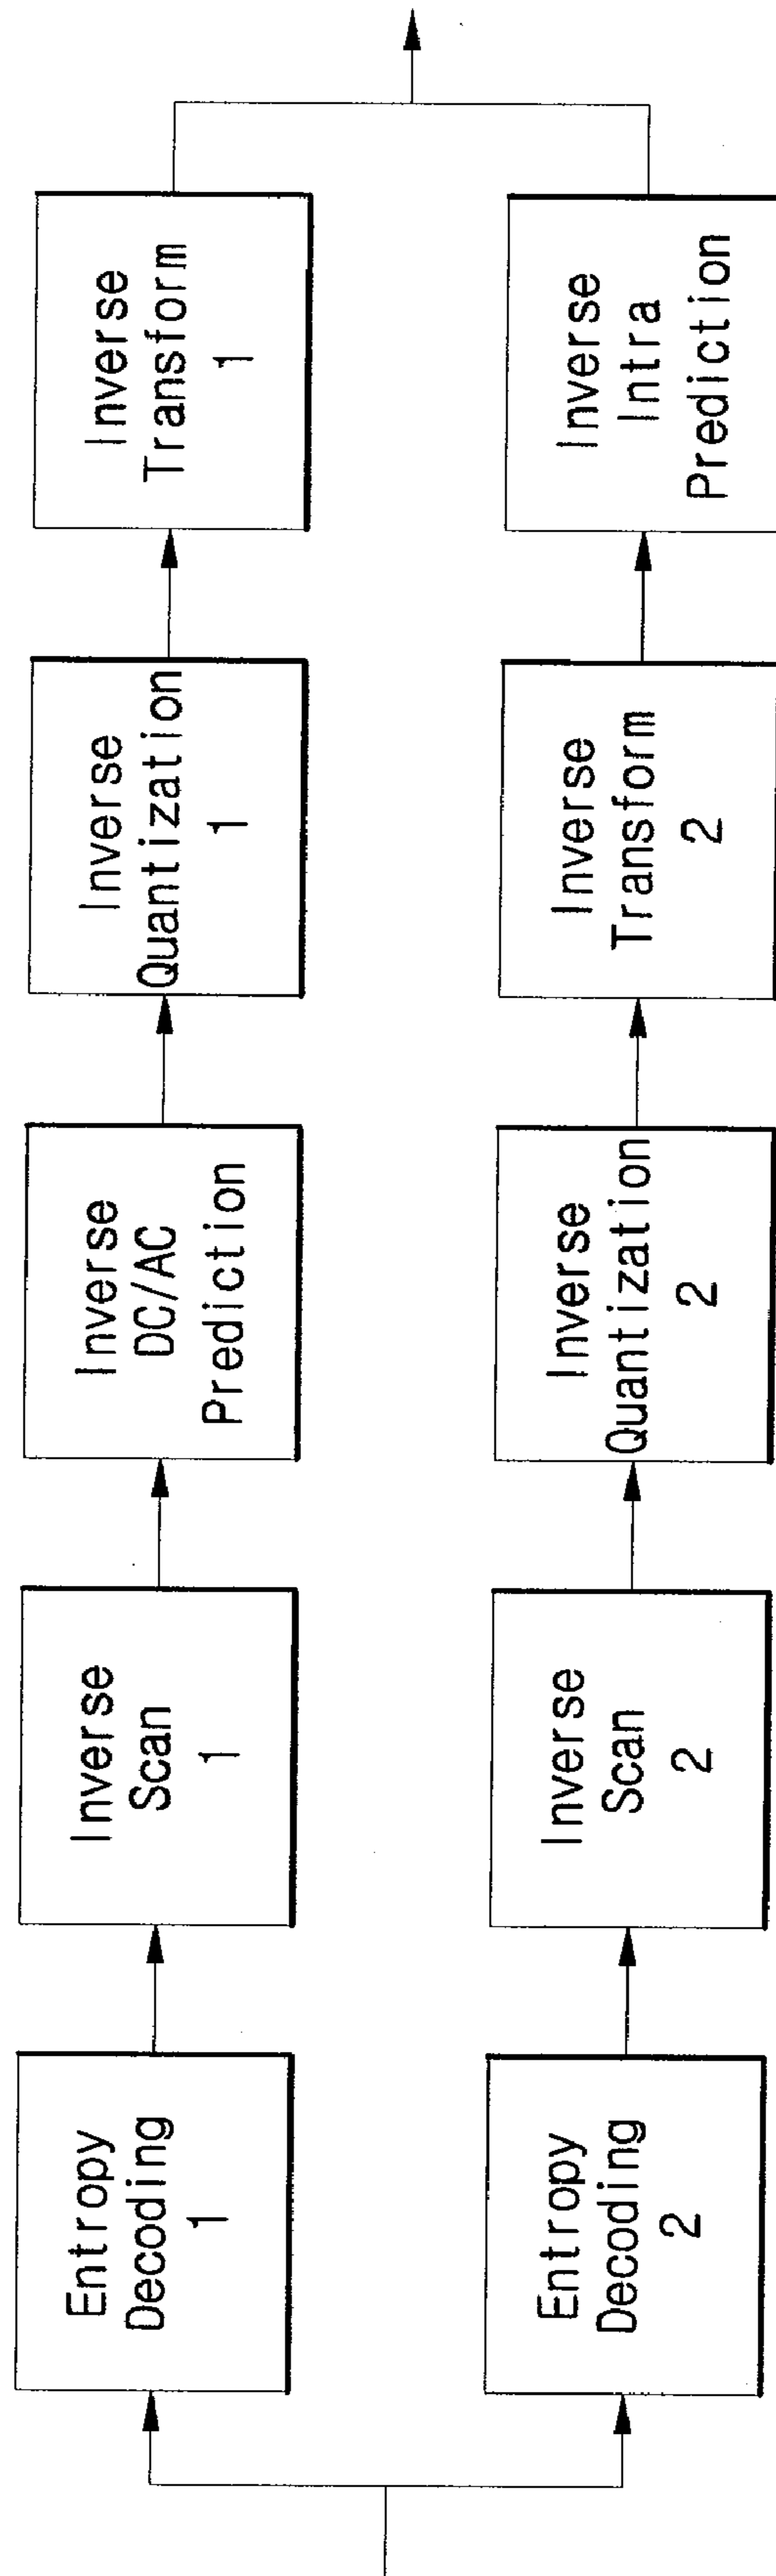 Entropy
Decoding
1
Inverse
Scan
1
Inverse
DC/AC
Prediction
Inverse
Quantization
1
Inverse
Transform
1
Entropy
Decoding
2
Inverse
Scan
2
Inverse
Quantization
2
Inverse
Transform
2
Inverse
Intra
Prediction